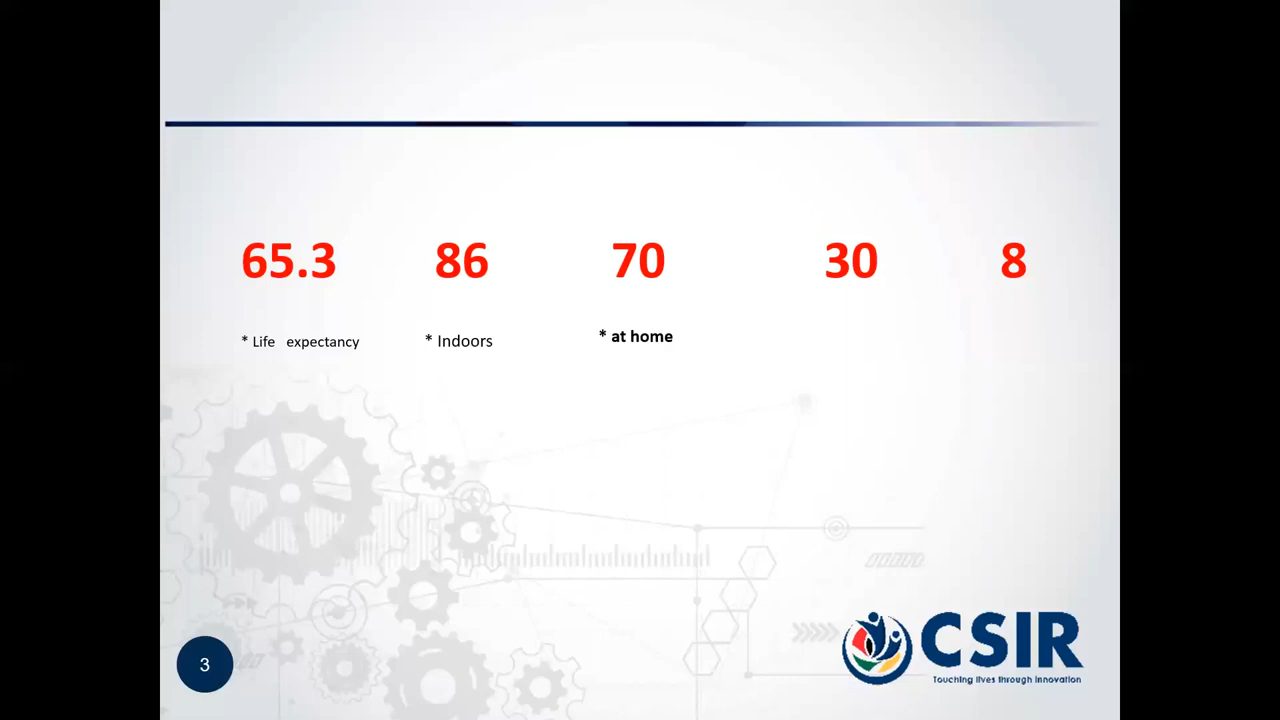 65.3 86 70 30 8
* Life expectancy * Indoors * at home
CSIR
Touching lives through innovation
3